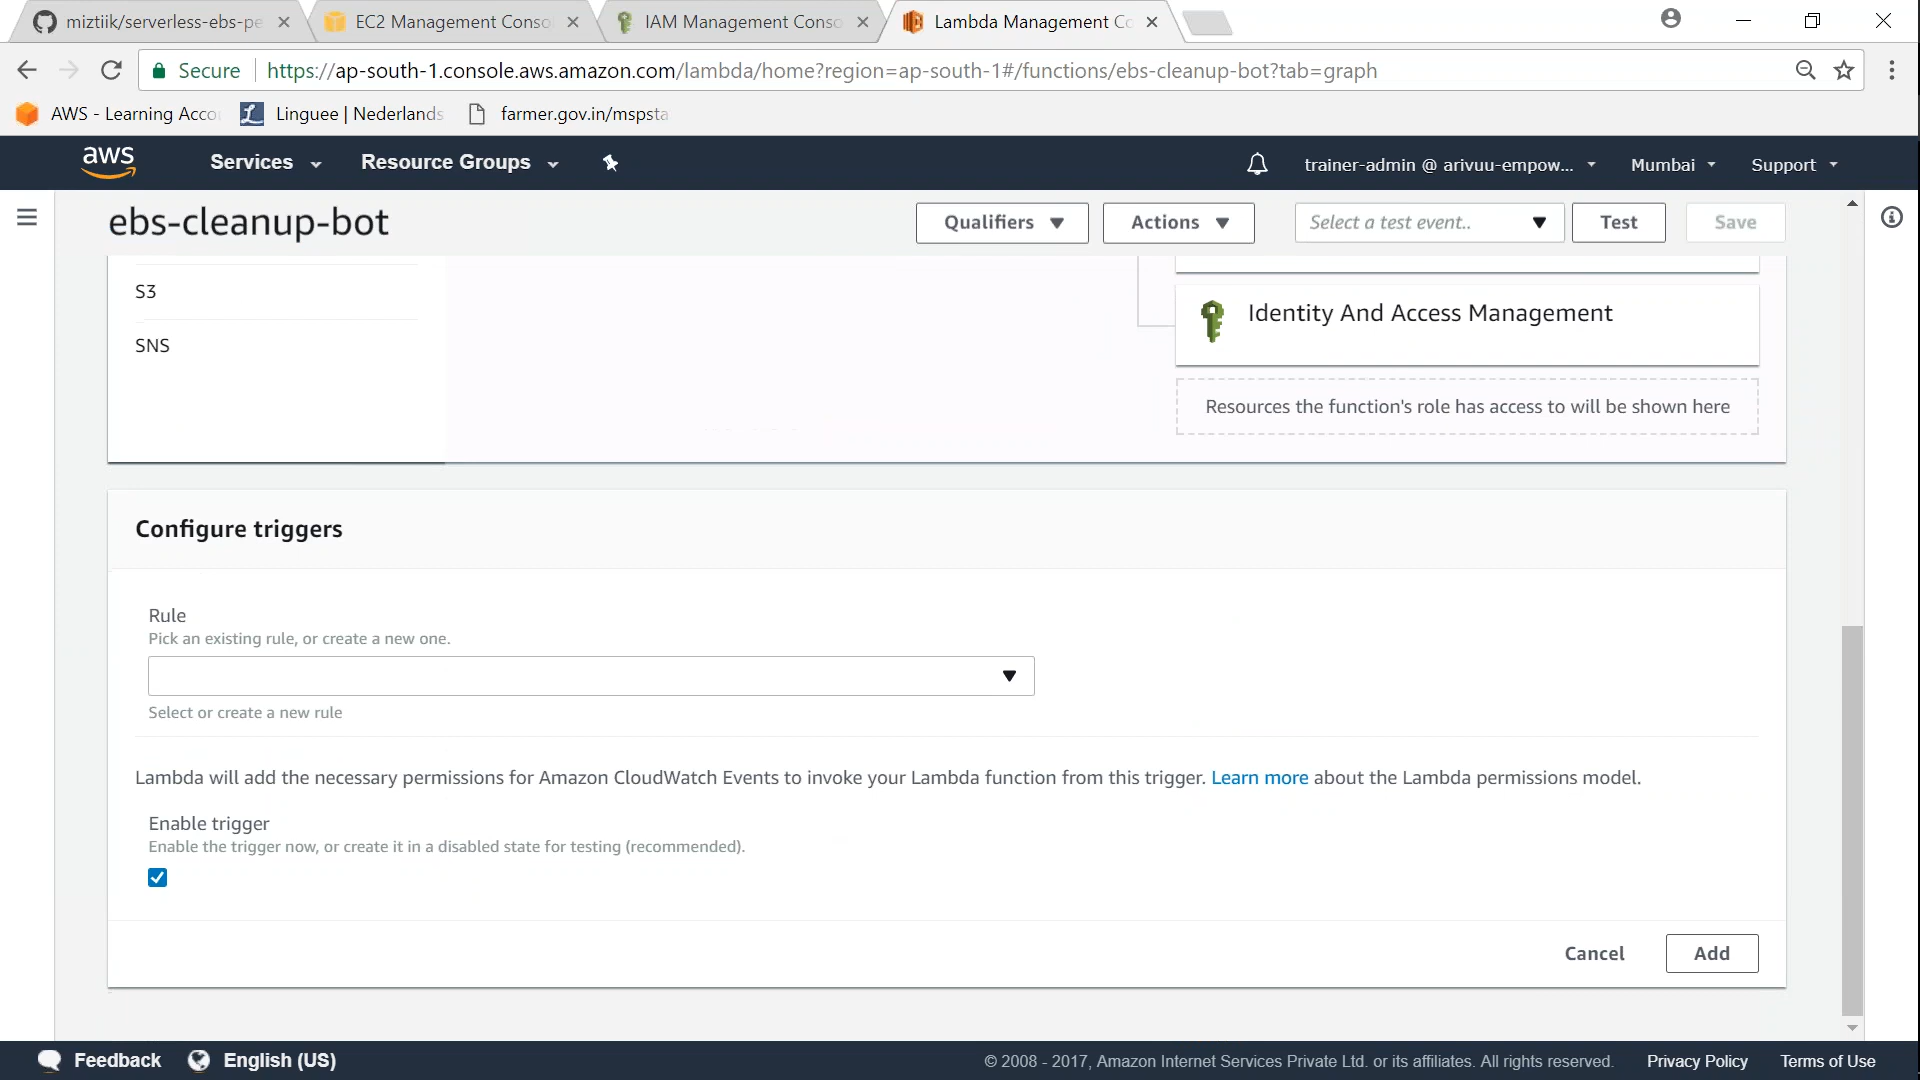 miztiik/serverless-ebs-pe
EC2 Management Conso
IAM Management Conso
Lambda Management Co
Secure
https://ap-south-1.console.aws.amazon.com/lambda/home?region=ap-south-1#/functions/ebs-cleanup-bot?tab=graph
AWS - Learning Acco
Linguee | Nederlands
farmer.gov.in/mspsta
aws
Services
Resource Groups
trainer-admin @ arivuu-empow...
Mumbai
Support
ebs-cleanup-bot
Qualifiers
Actions
Select a test event..
Test
Save
S3
SNS
Identity And Access Management
Resources the function's role has access to will be shown here
Configure triggers
Rule
Pick an existing rule, or create a new one.
Select or create a new rule
Lambda will add the necessary permissions for Amazon CloudWatch Events to invoke your Lambda function from this trigger. Learn more about the Lambda permissions model.
Enable trigger
Enable the trigger now, or create it in a disabled state for testing (recommended).
Cancel
Add
Feedback
English (US)
© 2008 - 2017, Amazon Internet Services Private Ltd. or its affiliates. All rights reserved.
Privacy Policy
Terms of Use